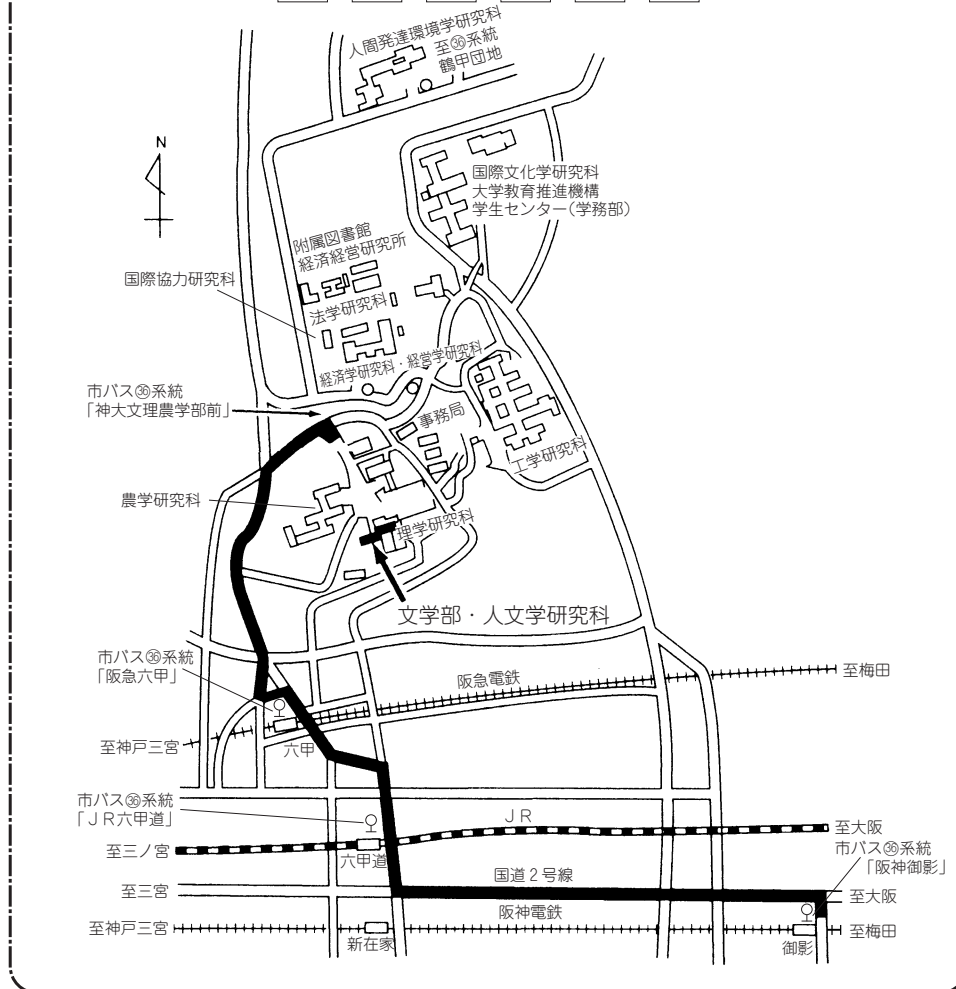 人間発達環境学研究科
至㊱系統
鶴甲団地
N
国際文化学研究科
大学教育推進機構
学生センター(学務部)
附属図書館
経済経営研究所
国際協力研究科
法学研究科
経済学研究科・経営学研究科
市バス㊱系統
「神大文理農学部前」
事務局
工学研究科
農学研究科
理学研究科
文学部・人文学研究科
市バス㊱系統
「阪急六甲」
阪急電鉄
至梅田
至神戸三宮
六甲
市バス㊱系統
「JR六甲道」
JR
至大阪
至三ノ宮
六甲道
市バス㊱系統
「阪神御影」
国道2号線
至三宮
至大阪
阪神電鉄
至神戸三宮
新在家
御影
至梅田